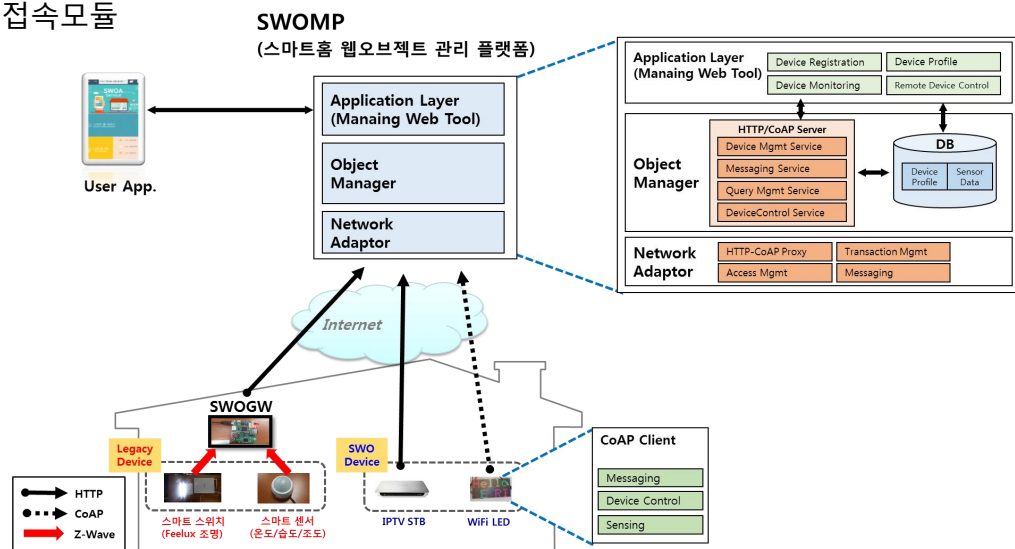 접속모듈
SWOMP
(스마트홈 웹오브젝트 관리 플랫폼)
Application Layer
(Manaing Web Tool)
Object
Manager
Network
Adaptor
SWOA
User App.
Application Layer
(Manaing Web Tool)
Device Registration
Device Profile
Device Monitoring
Remote Device Control
Object
Manager
HTTP/CoAP Server
Device Mgmt Service
Messaging Service
Query Mgmt Service
DeviceControl Service
DB
Device
Profile
Sensor
Data
Network
Adaptor
HTTP-CoAP Proxy
Transaction Mgmt
Access Mgmt
Messaging
Internet
SWOGW
Legacy
Device
스마트 스위치
(Feelux 조명)
스마트 센서
(온도/습도/조도)
SWO
Device
IPTV STB
Hello
WiFi LED
CoAP Client
Messaging
Device Control
Sensing
HTTP
CoAP
Z-Wave